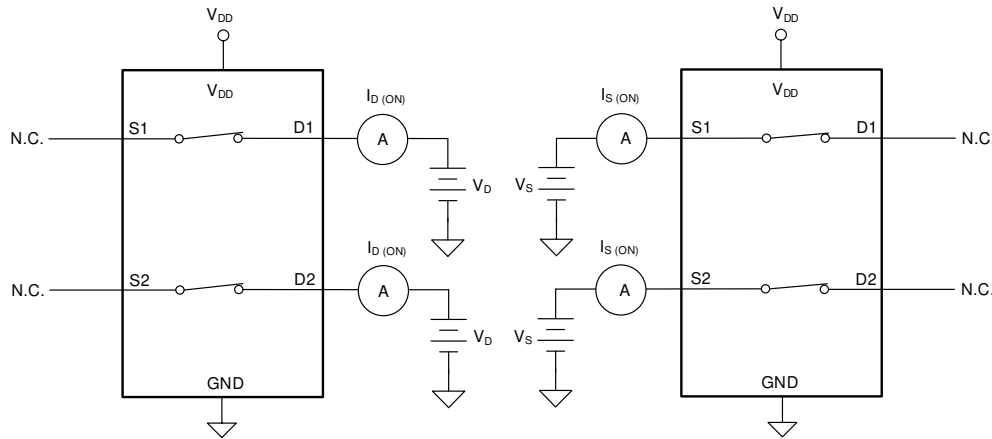 V_DD
V_DD
V_DD
V_DD
I_D (ON)
I_S (ON)
N.C.
S1
D1
A
A
S1
D1
N.C.
V_D
V_S
I_D (ON)
I_S (ON)
N.C.
S2
D2
A
A
S2
D2
N.C.
V_D
V_S
GND
GND